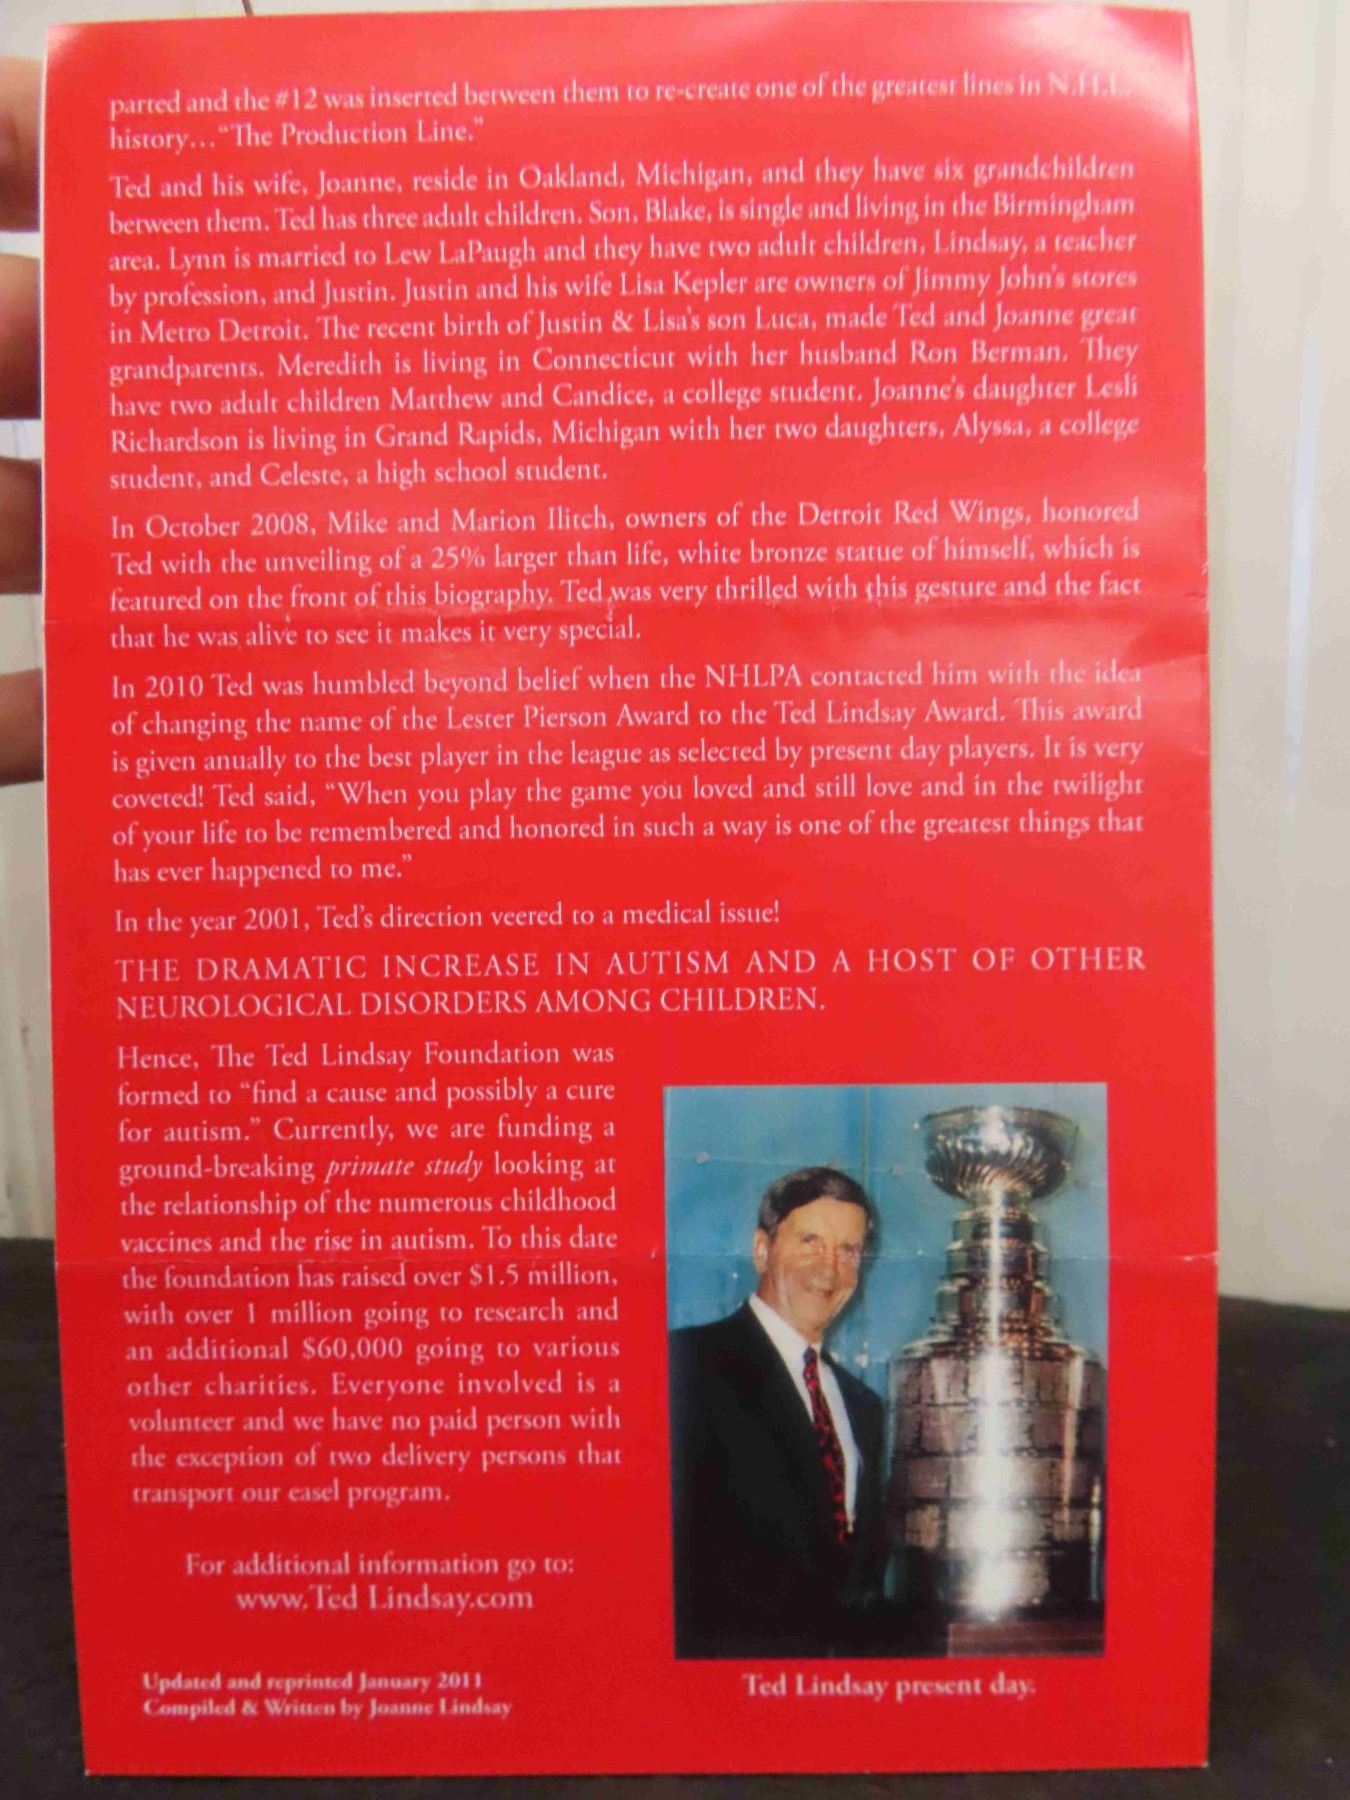 parted and the #12 was inserted between them to re-create one of the greatest lines in N.H.L.
history…“The Production Line.”
Ted and his wife, Joanne, reside in Oakland, Michigan, and they have six grandchildren
between them. Ted has three adult children. Son, Blake, is single and living in the Birmingham
area. Lynn is married to Lew LaPaugh and they have two adult children, Lindsay, a teacher
by profession, and Justin. Justin and his wife Lisa Kepler are owners of Jimmy John's stores
in Metro Detroit. The recent birth of Justin & Lisa's son Luca, made Ted and Joanne great
grandparents. Meredith is living in Connecticut with her husband Ron Berman. They
have two adult children Matthew and Candice, a college student. Joanne's daughter Lesli
Richardson is living in Grand Rapids, Michigan with her two daughters, Alyssa, a college
student, and Celeste, a high school student.
In October 2008, Mike and Marion Ilitch, owners of the Detroit Red Wings, honored
Ted with the unveiling of a 25% larger than life, white bronze statue of himself, which is
featured on the front of this biography. Ted was very thrilled with this gesture and the fact
that he was alive to see it makes it very special.
In 2010 Ted was humbled beyond belief when the NHLPA contacted him with the idea
of changing the name of the Lester Pierson Award to the Ted Lindsay Award. This award
is given anually to the best player in the league as selected by present day players. It is very
coveted! Ted said, “When you play the game you loved and still love and in the twilight
of your life to be remembered and honored in such a way is one of the greatest things that
has ever happened to me.”
In the year 2001, Ted's direction veered to a medical issue!
THE DRAMATIC INCREASE IN AUTISM AND A HOST OF OTHER
NEUROLOGICAL DISORDERS AMONG CHILDREN.
Hence, The Ted Lindsay Foundation was
formed to “find a cause and possibly a cure
for autism.” Currently, we are funding a
ground-breaking primate study looking at
the relationship of the numerous childhood
vaccines and the rise in autism. To this date
the foundation has raised over $1.5 million,
with over 1 million going to research and
an additional $60,000 going to various
other charities. Everyone involved is a
volunteer and we have no paid person with
the exception of two delivery persons that
transport our easel program.
For additional information go to:
www.Ted Lindsay.com
Updated and reprinted January 2011
Compiled & Written by Joanne Lindsay
Ted Lindsay present day.